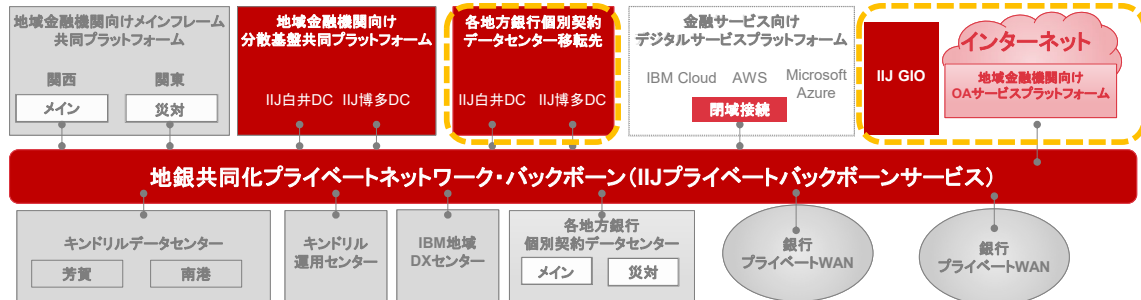 地域金融機関向けメインフレーム
共同プラットフォーム
関西
関東
メイン
災対
地域金融機関向け
分散基盤共同プラットフォーム
IIJ白井DC
IIJ博多DC
各地方銀行個別契約
データセンター移転先
IIJ白井DC
IIJ博多DC
金融サービス向け
デジタルサービスプラットフォーム
IBM Cloud
AWS
Microsoft
Azure
閉域接続
IIJ GIO
インターネット
地域金融機関向け
OAサービスプラットフォーム
地銀共同化プライベートネットワーク・バックボーン(IIJプライベートバックボーンサービス)
キンドリルデータセンター
芳賀
南港
キンドリル
運用センター
IBM地域
DXセンター
各地方銀行
個別契約データセンター
メイン
災対
銀行
プライベートWAN
銀行
プライベートWAN